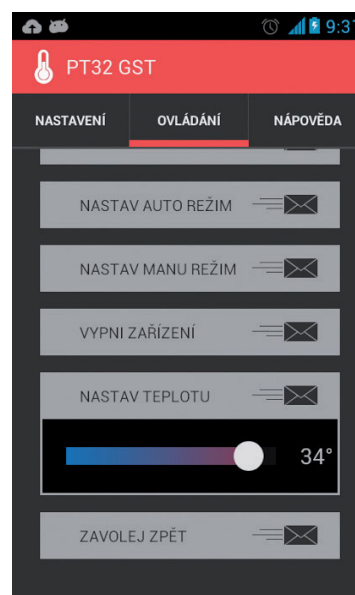 9:37
PT32 GST
NASTAVENÍ
OVLÁDÁNÍ
NÁPOVĚDA
NASTAV AUTO REŽIM
NASTAV MANU REŽIM
VYPNI ZAŘÍZENÍ
NASTAV TEPLOTU
34°
ZAVOLEJ ZPĚT